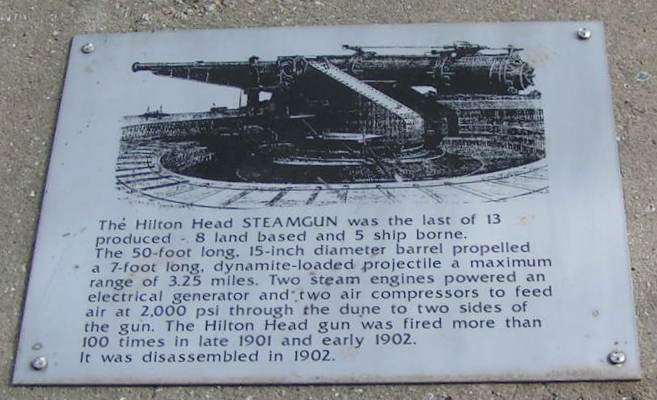 The Hilton Head STEAMGUN was the last of 13
produced - 8 land based and 5 ship borne.
The 50-foot long, 15-inch diameter barrel propelled
a 7-foot long, dynamite-loaded projectile a maximum
range of 3.25 miles. Two steam engines powered an
electrical generator and two air compressors to feed
air at 2,000 psi through the dune to two sides of
the gun. The Hilton Head gun was fired more than
100 times in late 1901 and early 1902.
It was disassembled in 1902.